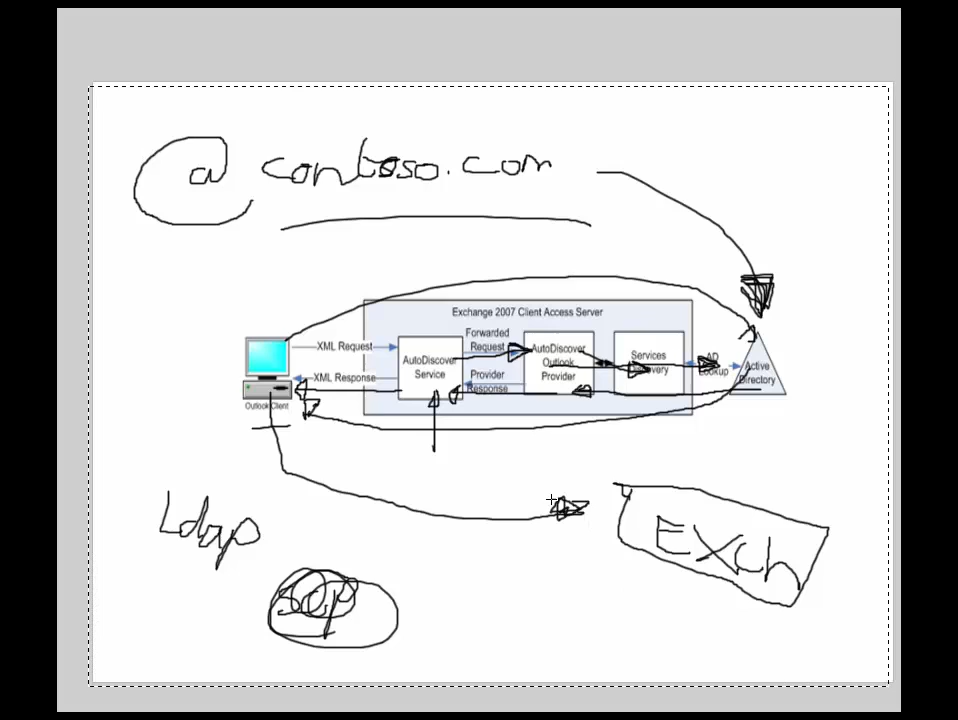 @ contoso.com
Exchange 2007 Client Access Server
Forwarded
Request
XML Request
AutoDiscover
Service
AutoDiscover
Outlook
Provider
Services
Discovery
AD
Lookup
Active
Directory
XML Response
Provider
Response
Outlook Client
Ldap
EXCh
scp